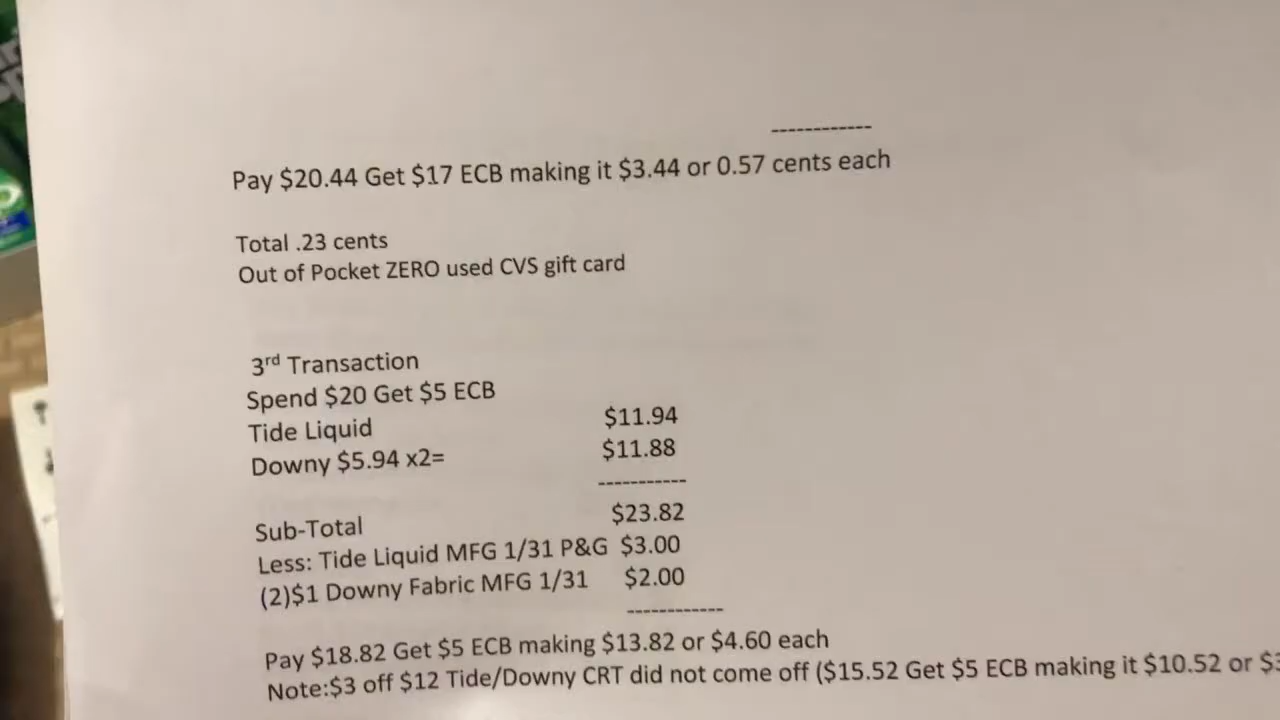 ------------
Pay $20.44 Get $17 ECB making it $3.44 or 0.57 cents each
Total .23 cents
Out of Pocket ZERO used CVS gift card
3rd Transaction
Spend $20 Get $5 ECB
Tide Liquid $11.94
Downy $5.94 x2= $11.88
-----------
Sub-Total $23.82
Less: Tide Liquid MFG 1/31 P&G $3.00
(2)$1 Downy Fabric MFG 1/31 $2.00
------------
Pay $18.82 Get $5 ECB making $13.82 or $4.60 each
Note:$3 off $12 Tide/Downy CRT did not come off ($15.52 Get $5 ECB making it $10.52 or